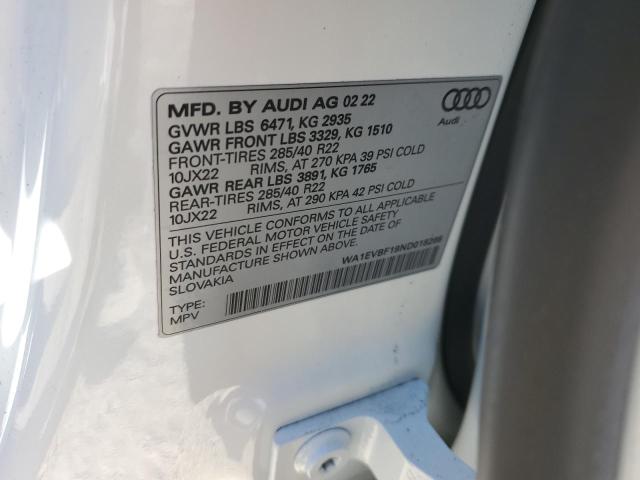 MFD. BY AUDI AG 02 22
GVWR LBS 6471, KG 2935
GAWR FRONT LBS 3329, KG 1510
FRONT-TIRES 285/40 R22
10JX22 RIMS, AT 270 KPA 39 PSI COLD
GAWR REAR LBS 3891, KG 1765
REAR-TIRES 285/40 R22
10JX22 RIMS, AT 290 KPA 42 PSI COLD
THIS VEHICLE CONFORMS TO ALL APPLICABLE
U.S. FEDERAL MOTOR VEHICLE SAFETY
STANDARDS IN EFFECT ON THE DATE OF
MANUFACTURE SHOWN ABOVE.
SLOVAKIA
WA1EVBF19ND018288
TYPE:
MPV
Audi